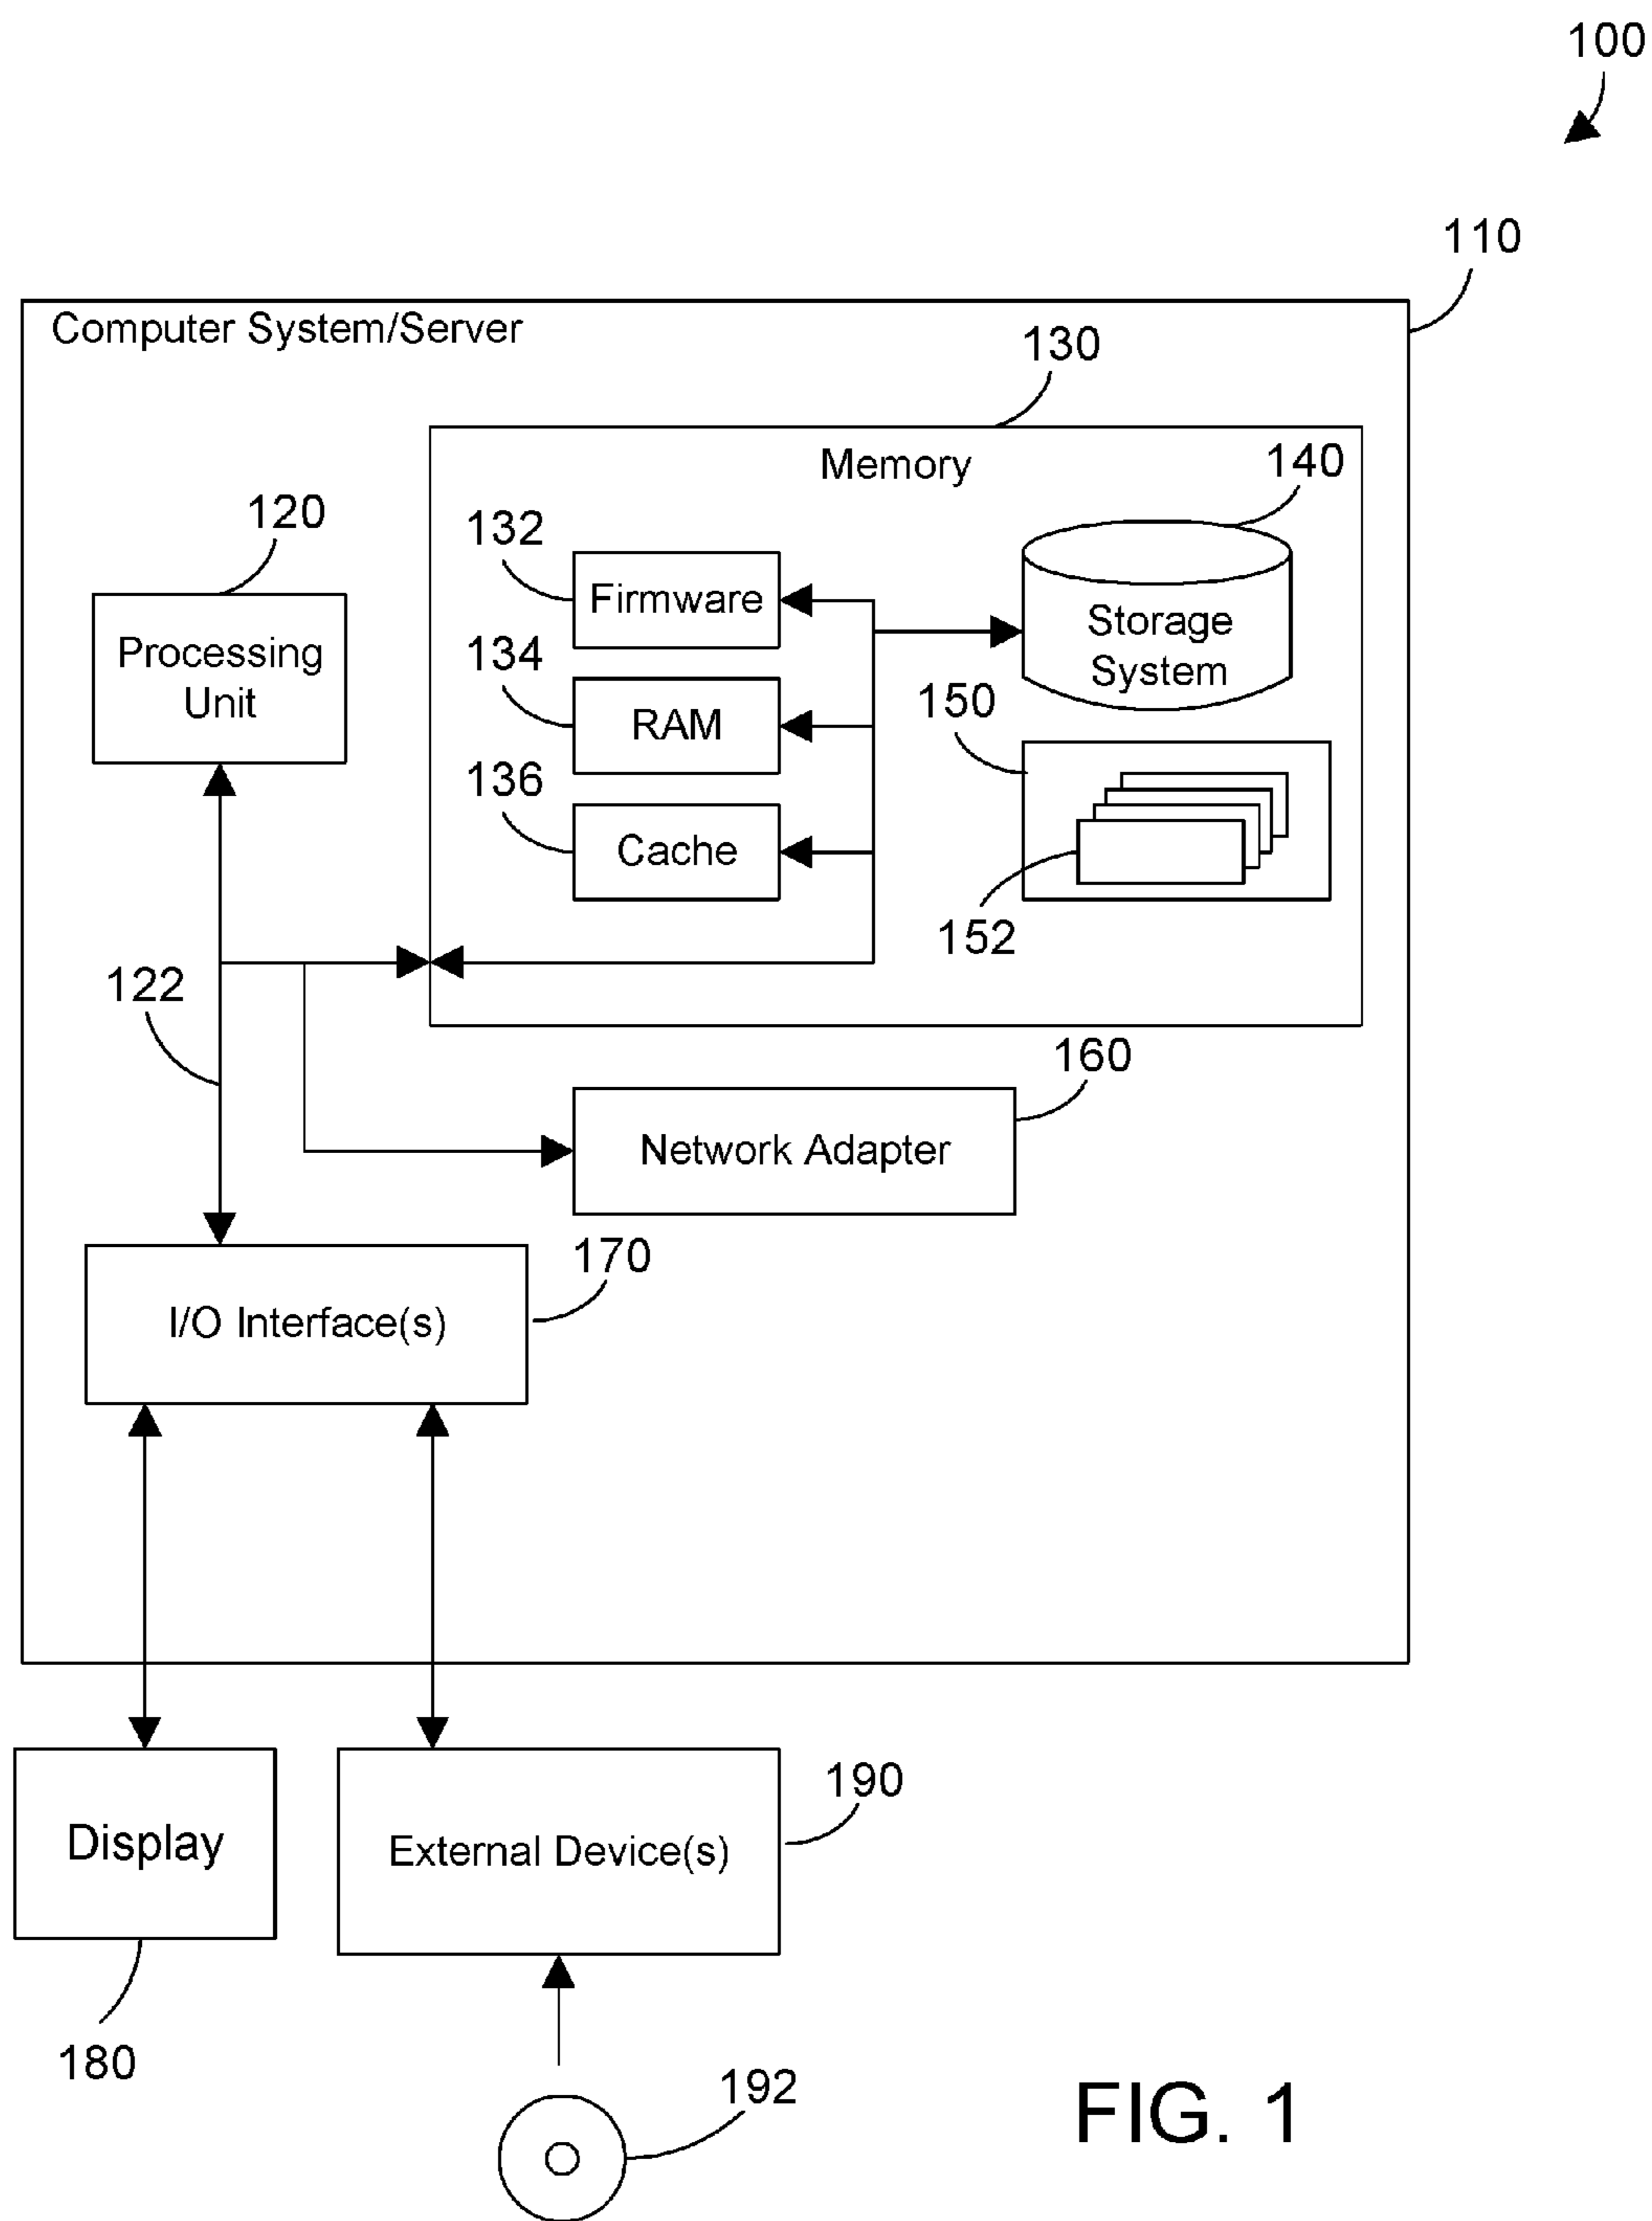 100
110
Computer System/Server
130
Memory
140
120
132
Firmware
Storage
System
Processing
Unit
134
RAM
150
136
Cache
152
122
160
Network Adapter
170
I/O Interface(s)
190
Display
External Device(s)
180
192
FIG. 1